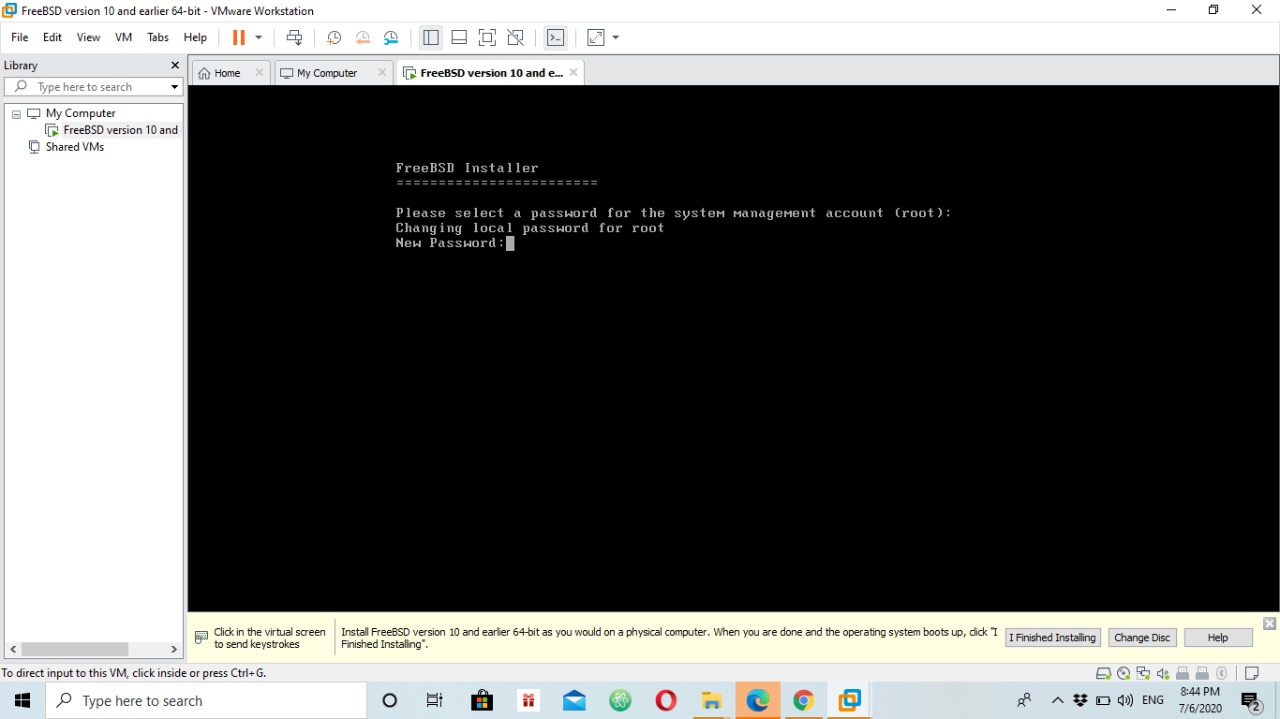 FreeBSD version 10 and earlier 64-bit - VMware Workstation
File Edit View VM Tabs Help
Library
Home
My Computer
FreeBSD version 10 and e...
Type here to search
My Computer
FreeBSD version 10 and
Shared VMs
FreeBSD Installer
========================
Please select a password for the system management account (root):
Changing local password for root
New Password:
Click in the virtual screen
to send keystrokes
Install FreeBSD version 10 and earlier 64-bit as you would on a physical computer. When you are done and the operating system boots up, click "I
Finished Installing".
I Finished Installing
Change Disc
Help
To direct input to this VM, click inside or press Ctrl+G.
Type here to search
ENG
8:44 PM
7/6/2020
2